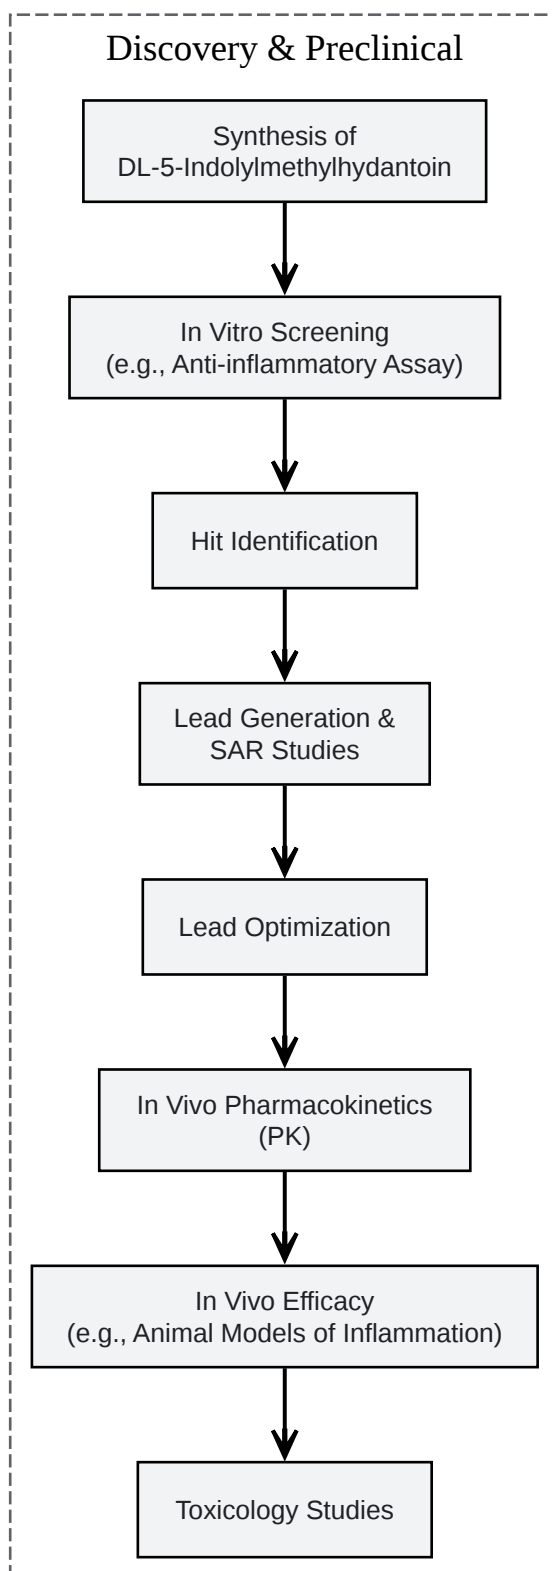 Discovery & Preclinical
Synthesis of
DL-5-Indolylmethylhydantoin
In Vitro Screening
(e.g., Anti-inflammatory Assay)
Hit Identification
Lead Generation &
SAR Studies
Lead Optimization
In Vivo Pharmacokinetics
(PK)
In Vivo Efficacy
(e.g., Animal Models of Inflammation)
Toxicology Studies